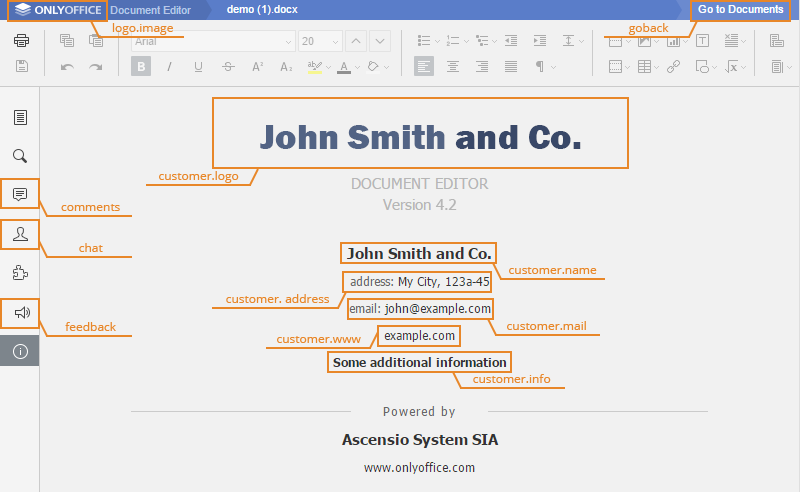 ONLYOFFICE Document Editor demo (1).docx Go to Documents
logo.image goback
Arial 20
B I U S A² A₂ ab A
John Smith and Co.
customer.logo
DOCUMENT EDITOR
Version 4.2
comments
chat
feedback
John Smith and Co.
customer.name
address: My City, 123a-45
customer. address
email: john@example.com
customer.mail
example.com
customer.www
Some additional information
customer.info
Powered by
Ascensio System SIA
www.onlyoffice.com